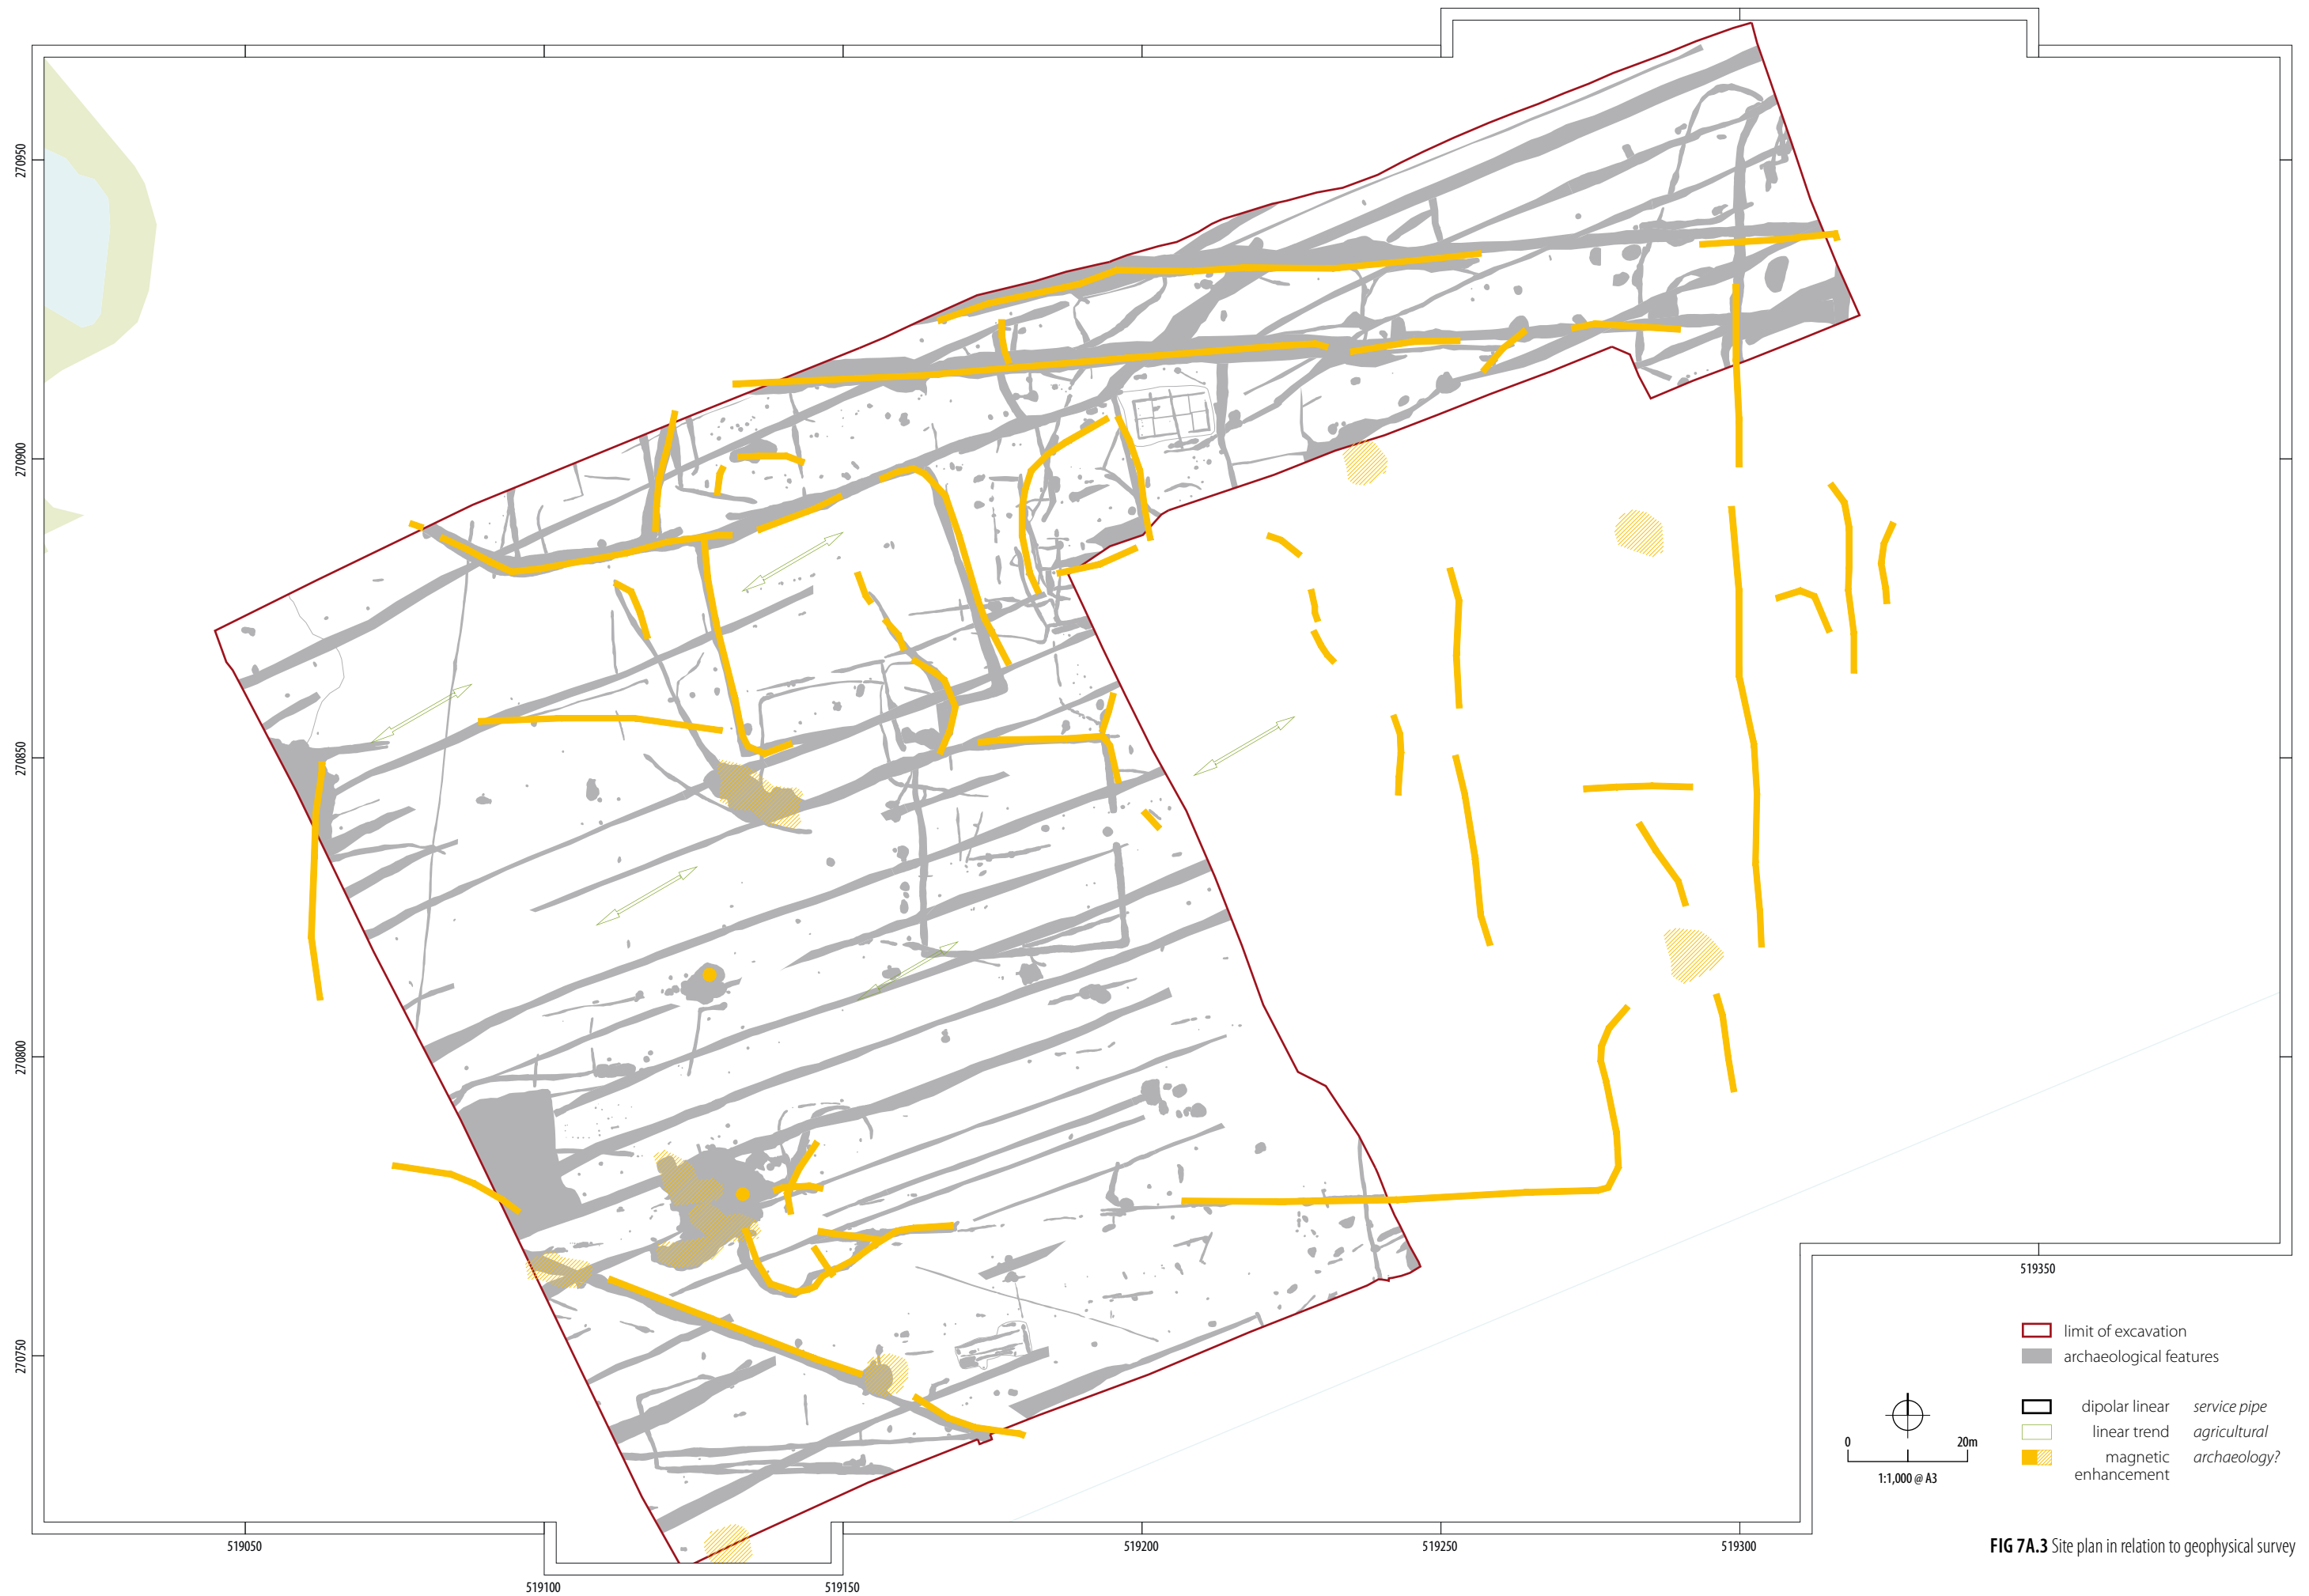 270950
270900
270850
270800
270750
519050
519100
519150
519200
519250
519300
519350
limit of excavation
archaeological features
dipolar linear service pipe
linear trend agricultural
magnetic archaeology?
enhancement
0 20m
1:1,000 @ A3
FIG 7A.3 Site plan in relation to geophysical survey